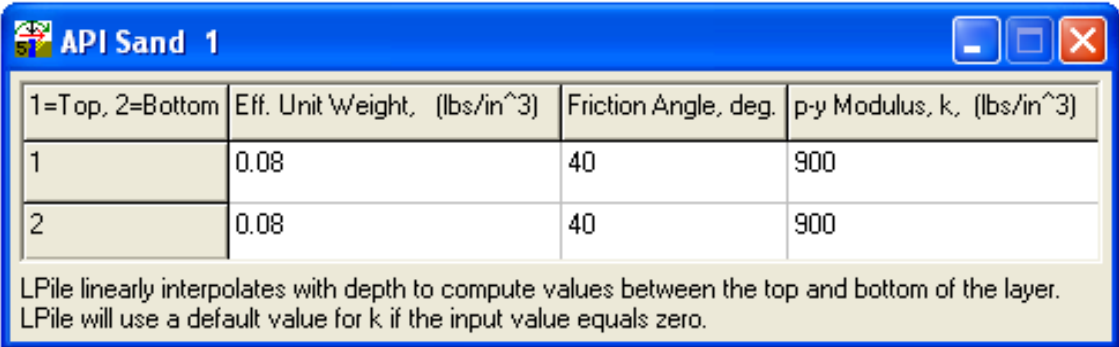 API Sand 1
1=Top, 2=Bottom Eff. Unit Weight, (lbs/in^3) Friction Angle, deg. p-y Modulus, k, (lbs/in^3)
1 0.08 40 900
2 0.08 40 900
LPile linearly interpolates with depth to compute values between the top and bottom of the layer.
LPile will use a default value for k if the input value equals zero.